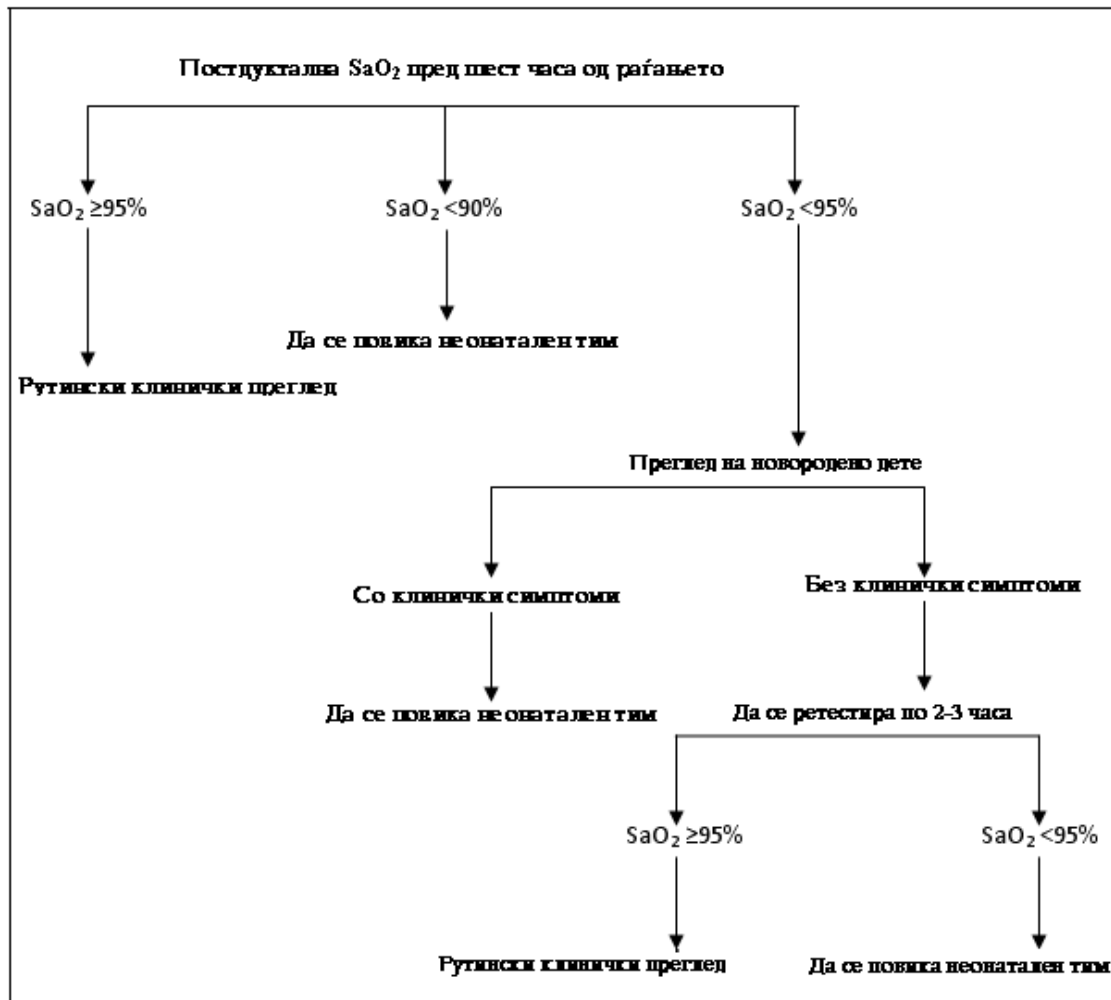 Постдуктална SaO₂ пред шест часа од раѓањето
SaO₂ ≥95%
SaO₂ <90%
SaO₂ <95%
Да се повика неонатален тим
Рутински клинички преглед
Преглед на новородено дете
Со клинички симптоми
Без клинички симптоми
Да се повика неонатален тим
Да се ретестира по 2-3 часа
SaO₂ ≥95%
SaO₂ <95%
Рутински клинички преглед
Да се повика неонатален тим